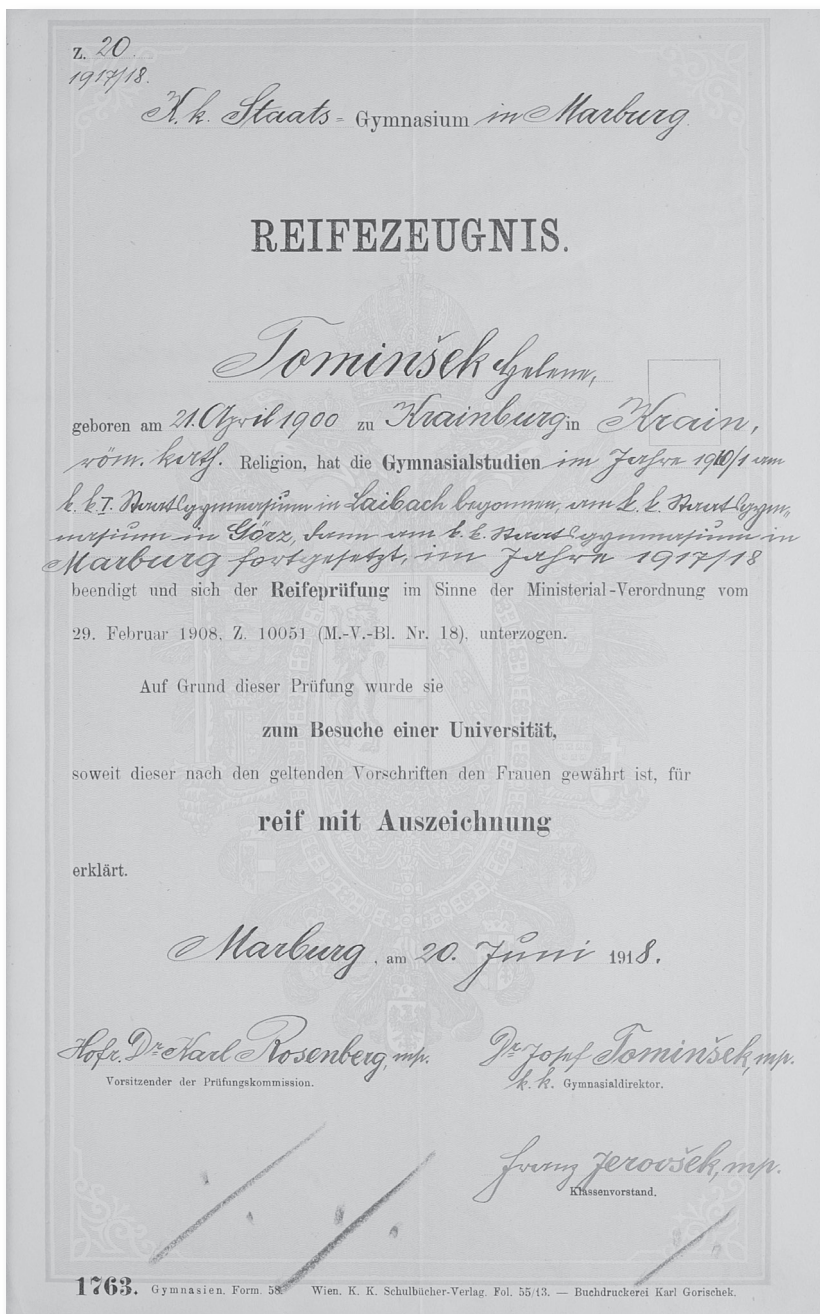 Z. 20.
1917/18.
K. k. Staats= Gymnasium in Marburg.
REIFEZEUGNIS.
Tominšek Helene,
geboren am 21. April 1900 zu Krainburg in Krain,
röm. kath. Religion, hat die Gymnasialstudien im Jahre 1910/1 am
k. k. I. Staatsgymnasium in Laibach begonnen, am k. k. Staatsgym-
nasium in Görz, dann am k. k. Staatsgymnasium in
Marburg fortgesetzt, im Jahre 1917/18
beendigt und sich der Reifeprüfung im Sinne der Ministerial-Verordnung vom
29. Februar 1908, Z. 10051 (M.-V.-Bl. Nr. 18), unterzogen.
Auf Grund dieser Prüfung wurde sie
zum Besuche einer Universität,
soweit dieser nach den geltenden Vorschriften den Frauen gewährt ist, für
reif mit Auszeichnung
erklärt.
Marburg, am 20. Juni 1918.
Hofr. Dr. Karl Rosenberg, mp. Dr. Josef Tominšek, mp.
Vorsitzender der Prüfungskommission. k. k. Gymnasialdirektor.
Franz Jerovšek, mp.
Klassenvorstand.
1763. Gymnasien, Form. 58. Wien. K. K. Schulbücher-Verlag. Fol. 55/13. — Buchdruckerei Karl Gorischek.